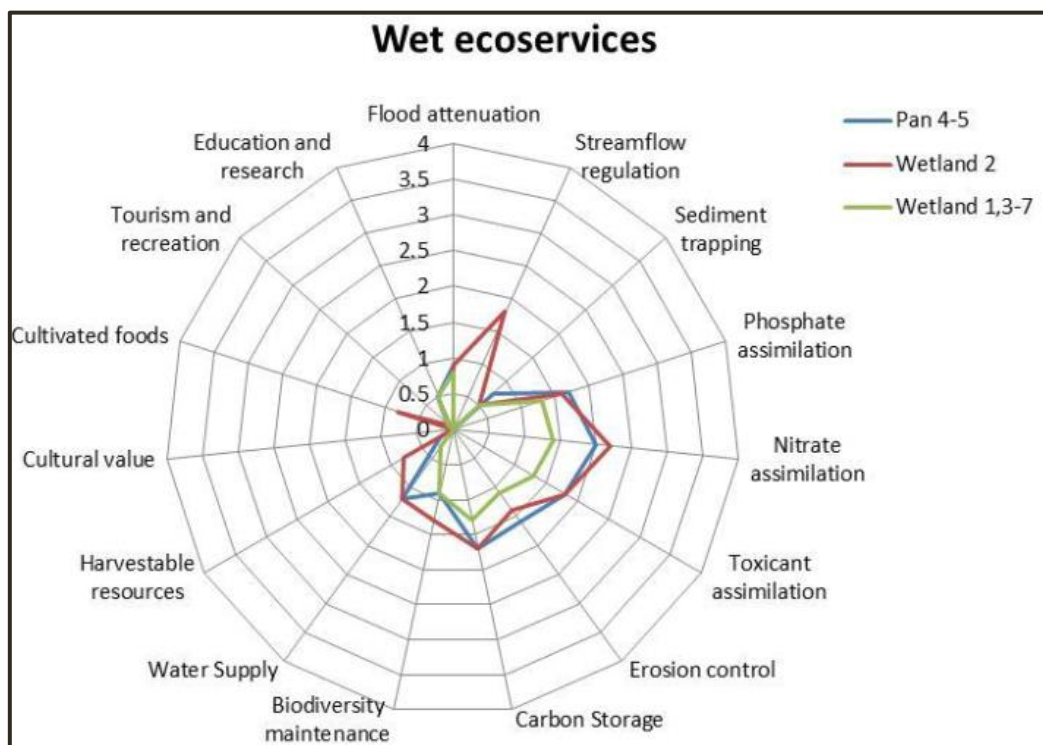 Wet ecoservices
Flood attenuation
Streamflow
regulation
Sediment
trapping
Phosphate
assimilation
Nitrate
assimilation
Toxicant
assimilation
Erosion control
Carbon Storage
Biodiversity
maintenance
Water Supply
Harvestable
resources
Cultural value
Cultivated foods
Tourism and
recreation
Education and
research
4
3.5
3
2.5
2
1.5
1
0.5
0
Pan 4-5
Wetland 2
Wetland 1,3-7